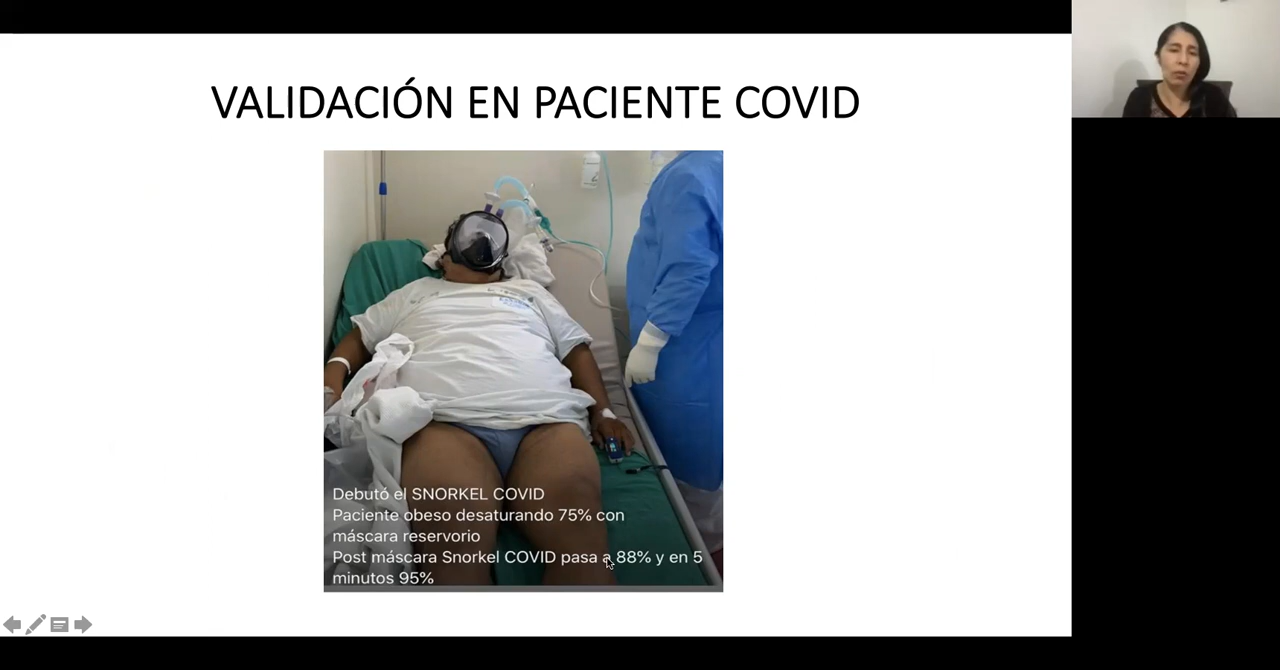 VALIDACIÓN EN PACIENTE COVID
Debutó el SNORKEL COVID
Paciente obeso desaturando 75% con
máscara reservorio
Post máscara Snorkel COVID pasa a 88% y en 5
minutos 95%